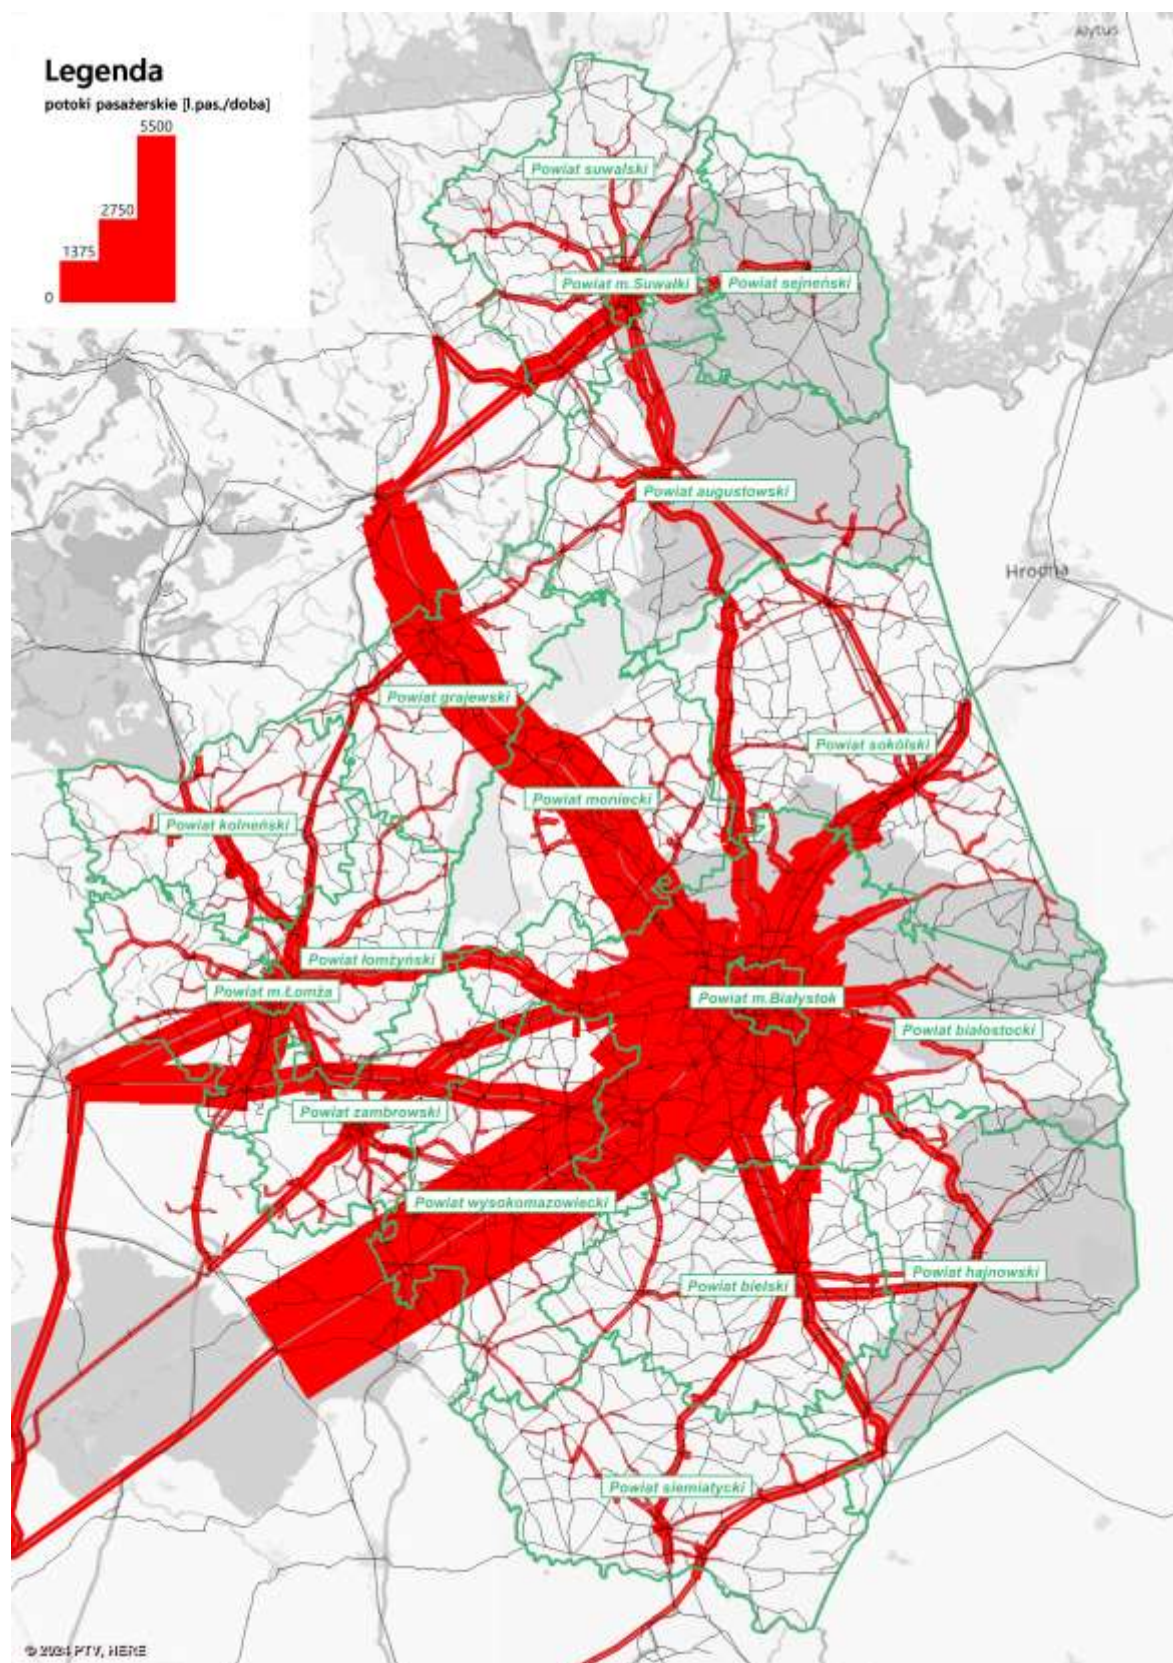 Legenda
potoki pasażerskie [l.pas./doba]
5500
2750
1375
0
Alytus
Powiat suwalski
Powiat m.Suwałki
Powiat sejneński
Powiat augustowski
Hrodna
Powiat grajewski
Powiat sokólski
Powiat moniecki
Powiat kolneński
Powiat łomżyński
Powiat m.Łomża
Powiat m.Białystok
Powiat białostocki
Powiat zambrowski
Powiat wysokomazowiecki
Powiat hajnowski
Powiat bielski
Powiat siemiatycki
© 2024 PTV, HERE